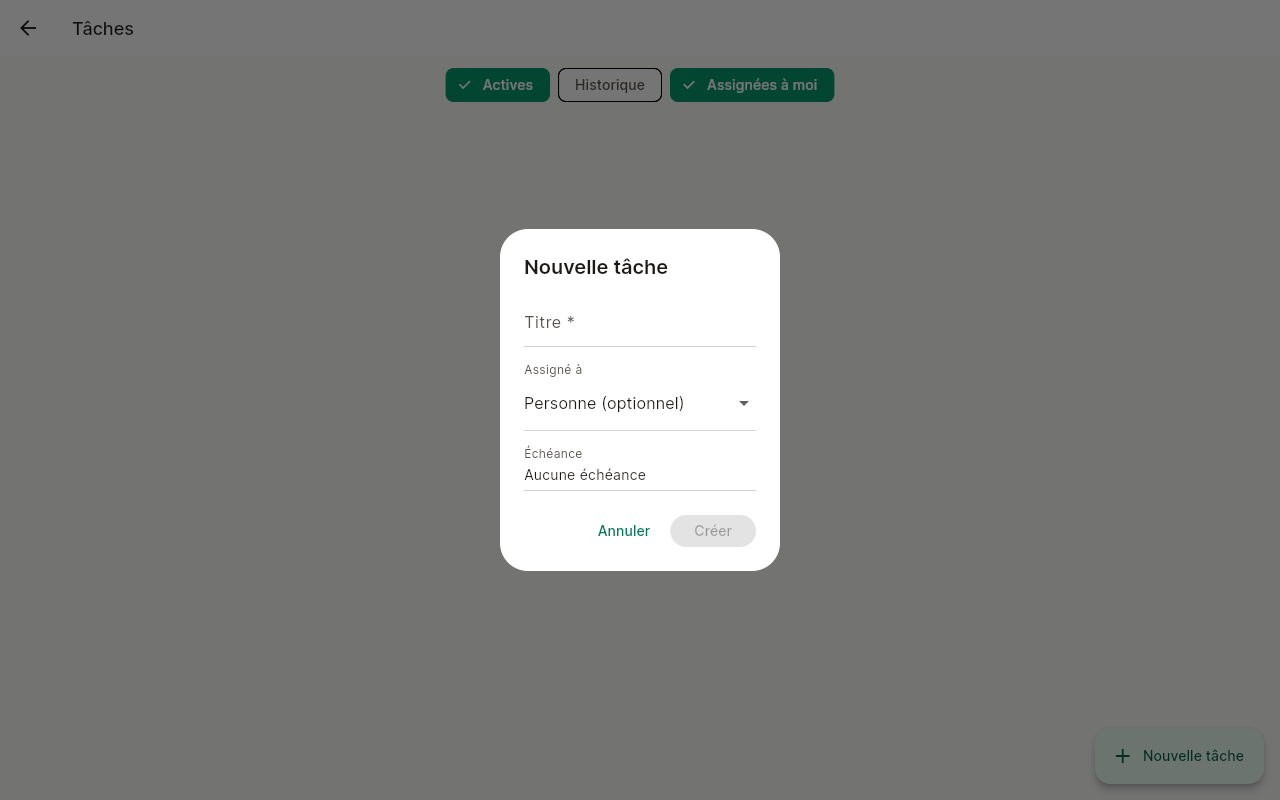 Tâches
Actives
Historique
Assignées à moi
Nouvelle tâche
Titre *
Assigné à
Personne (optionnel)
Échéance
Aucune échéance
Annuler
Créer
Nouvelle tâche